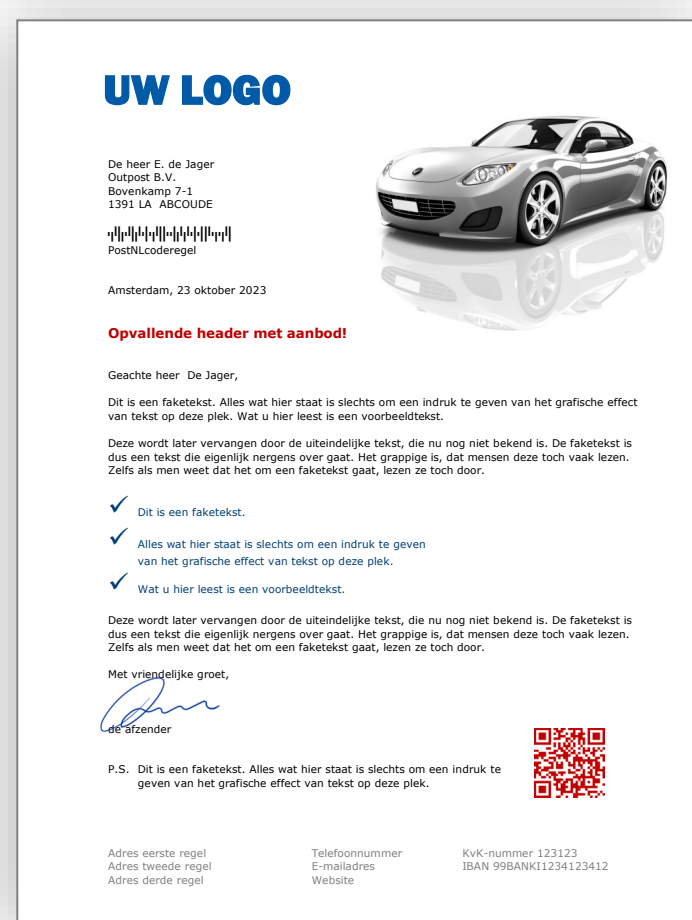 UW LOGO
De heer E. de Jager
Outpost B.V.
Bovenkamp 7-1
1391 LA  ABCOUDE
PostNLcoderegel
Amsterdam, 23 oktober 2023
Opvallende header met aanbod!
Geachte heer  De Jager,
Dit is een faketekst. Alles wat hier staat is slechts om een indruk te geven van het grafische effect
van tekst op deze plek. Wat u hier leest is een voorbeeldtekst.
Deze wordt later vervangen door de uiteindelijke tekst, die nu nog niet bekend is. De faketekst is
dus een tekst die eigenlijk nergens over gaat. Het grappige is, dat mensen deze toch vaak lezen.
Zelfs als men weet dat het om een faketekst gaat, lezen ze toch door.
Dit is een faketekst.
Alles wat hier staat is slechts om een indruk te geven
van het grafische effect van tekst op deze plek.
Wat u hier leest is een voorbeeldtekst.
Deze wordt later vervangen door de uiteindelijke tekst, die nu nog niet bekend is. De faketekst is
dus een tekst die eigenlijk nergens over gaat. Het grappige is, dat mensen deze toch vaak lezen.
Zelfs als men weet dat het om een faketekst gaat, lezen ze toch door.
Met vriendelijke groet,
de afzender
P.S. Dit is een faketekst. Alles wat hier staat is slechts om een indruk te
geven van het grafische effect van tekst op deze plek.
Adres eerste regel
Adres tweede regel
Adres derde regel
Telefoonnummer
E-mailadres
Website
KvK-nummer 123123
IBAN 99BANKI1234123412